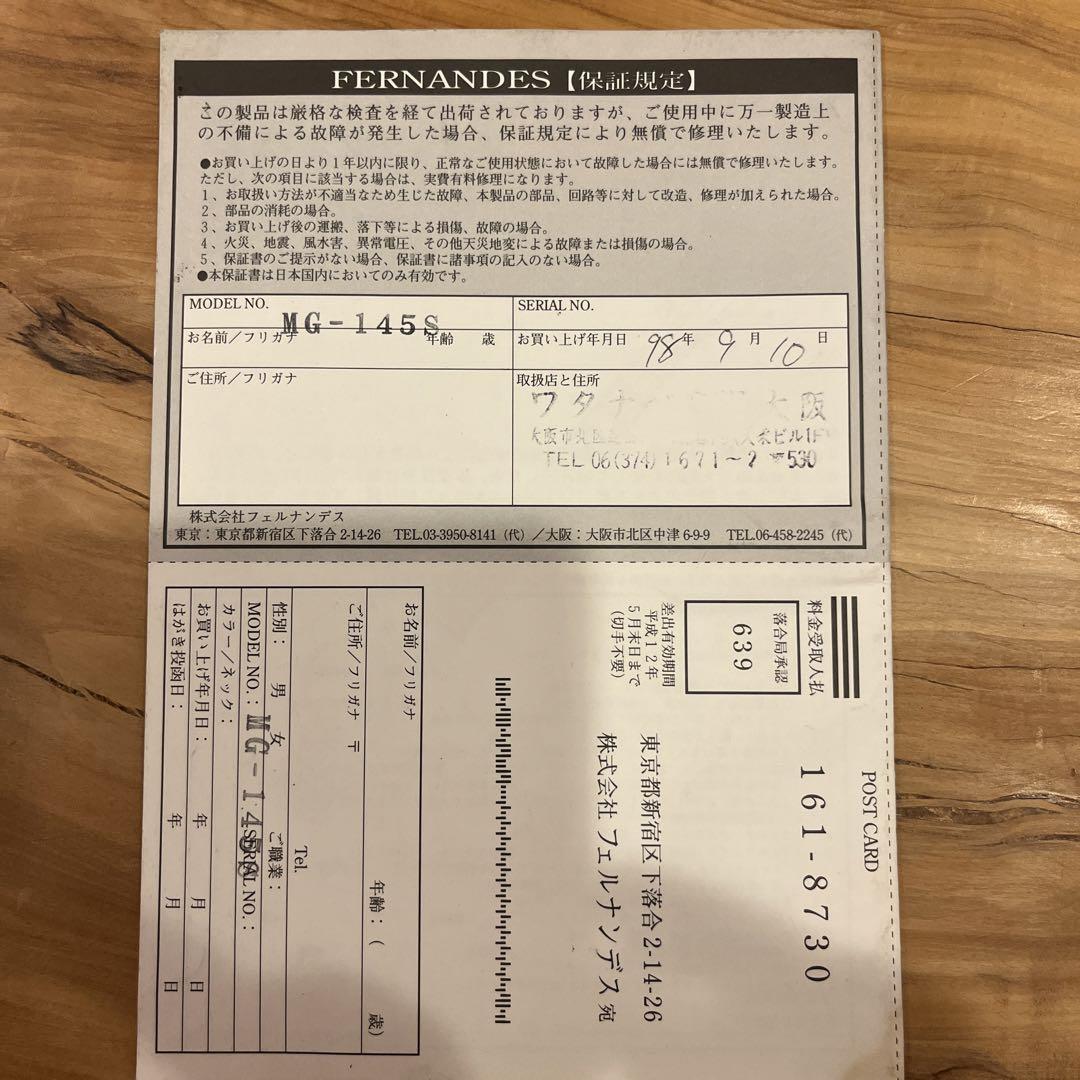 FERNANDES【保証規定】
この製品は厳格な検査を経て出荷されておりますが、ご使用中に万一製造上
の不備による故障が発生した場合、保証規定により無償で修理いたします。
●お買い上げの日より1年以内に限り、正常なご使用状態において故障した場合には無償で修理いたします。
ただし、次の項目に該当する場合は、実費有料修理になります。
1、お取扱い方法が不適当なため生じた故障、本製品の部品、回路等に対して改造、修理が加えられた場合。
2、部品の消耗の場合。
3、お買い上げ後の運搬、落下等による損傷、故障の場合。
4、火災、地震、風水害、異常電圧、その他天災地変による故障または損傷の場合。
5、保証書のご提示がない場合、保証書に諸事項の記入のない場合。
●本保証書は日本国内においてのみ有効です。
MODEL NO.
MG-145S
SERIAL NO.
お名前/フリガナ 年齢 歳
お買い上げ年月日 98年 9月 10日
ご住所/フリガナ
取扱店と住所
ワタ 大阪
大阪市北区 ビル1F
TEL 06(374)1671~2 〒530
株式会社フェルナンデス
東京:東京都新宿区下落合2-14-26 TEL.03-3950-8141(代)/大阪:大阪市北区中津6-9-9 TEL.06-458-2245(代)
POST CARD
161-8730
料金受取人払
落合局承認
639
差出有効期間
平成12年
5月末日まで
(切手不要)
東京都新宿区下落合2-14-26
株式会社 フェルナンデス 宛
お名前/フリガナ
年齢:( 歳)
ご住所/フリガナ 〒
Tel.
性別: 男 女 ご職業:
MODEL NO.: MG-145S SERIAL NO.:
カラー/ネック:
お買い上げ年月日: 年 月 日
はがき投函日: 年 月 日